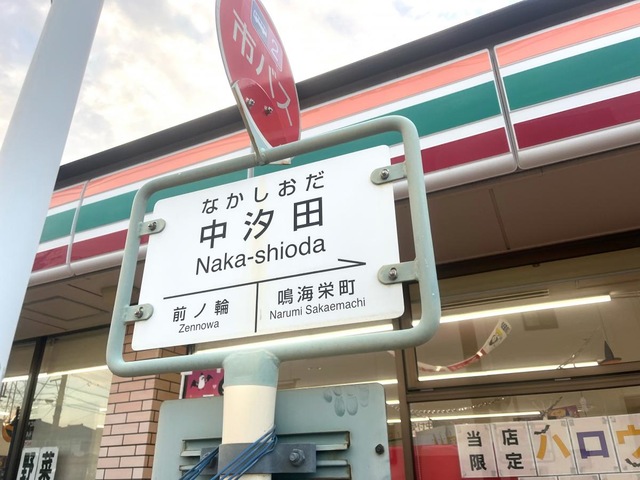 市バス
なかしおだ
中汐田
Naka-shioda
前ノ輪
Zennowa
鳴海栄町
Narumi Sakaemachi
野菜
当店
限定
ハロウ